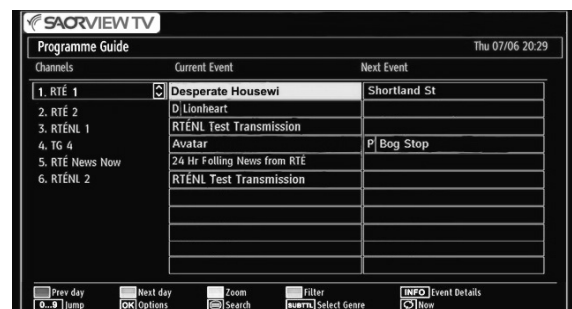 SAORVIEW TV
Programme Guide Thu 07/06 20:29
Channels Current Event Next Event
1. RTÉ 1 Desperate Housewi Shortland St
2. RTÉ 2 D Lionheart
3. RTÉNL 1 RTÉNL Test Transmission
4. TG 4 Avatar P Bog Stop
5. RTÉ News Now 24 Hr Folling News from RTÉ
6. RTÉNL 2 RTÉNL Test Transmission
Prev day Next day Zoom Filter INFO Event Details
0...9 Jump OK Options Search SUBTTL Select Genre Now